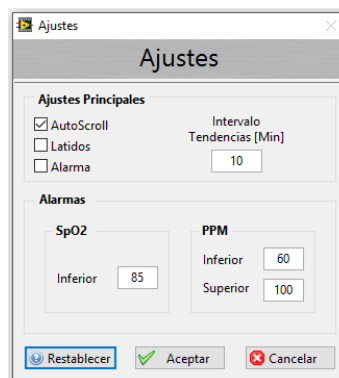 Ajustes
Ajustes
Ajustes Principales
AutoScroll
Latidos
Alarma
Intervalo
Tendencias [Min]
10
Alarmas
SpO2
Inferior 85
PPM
Inferior 60
Superior 100
Restablecer Aceptar Cancelar